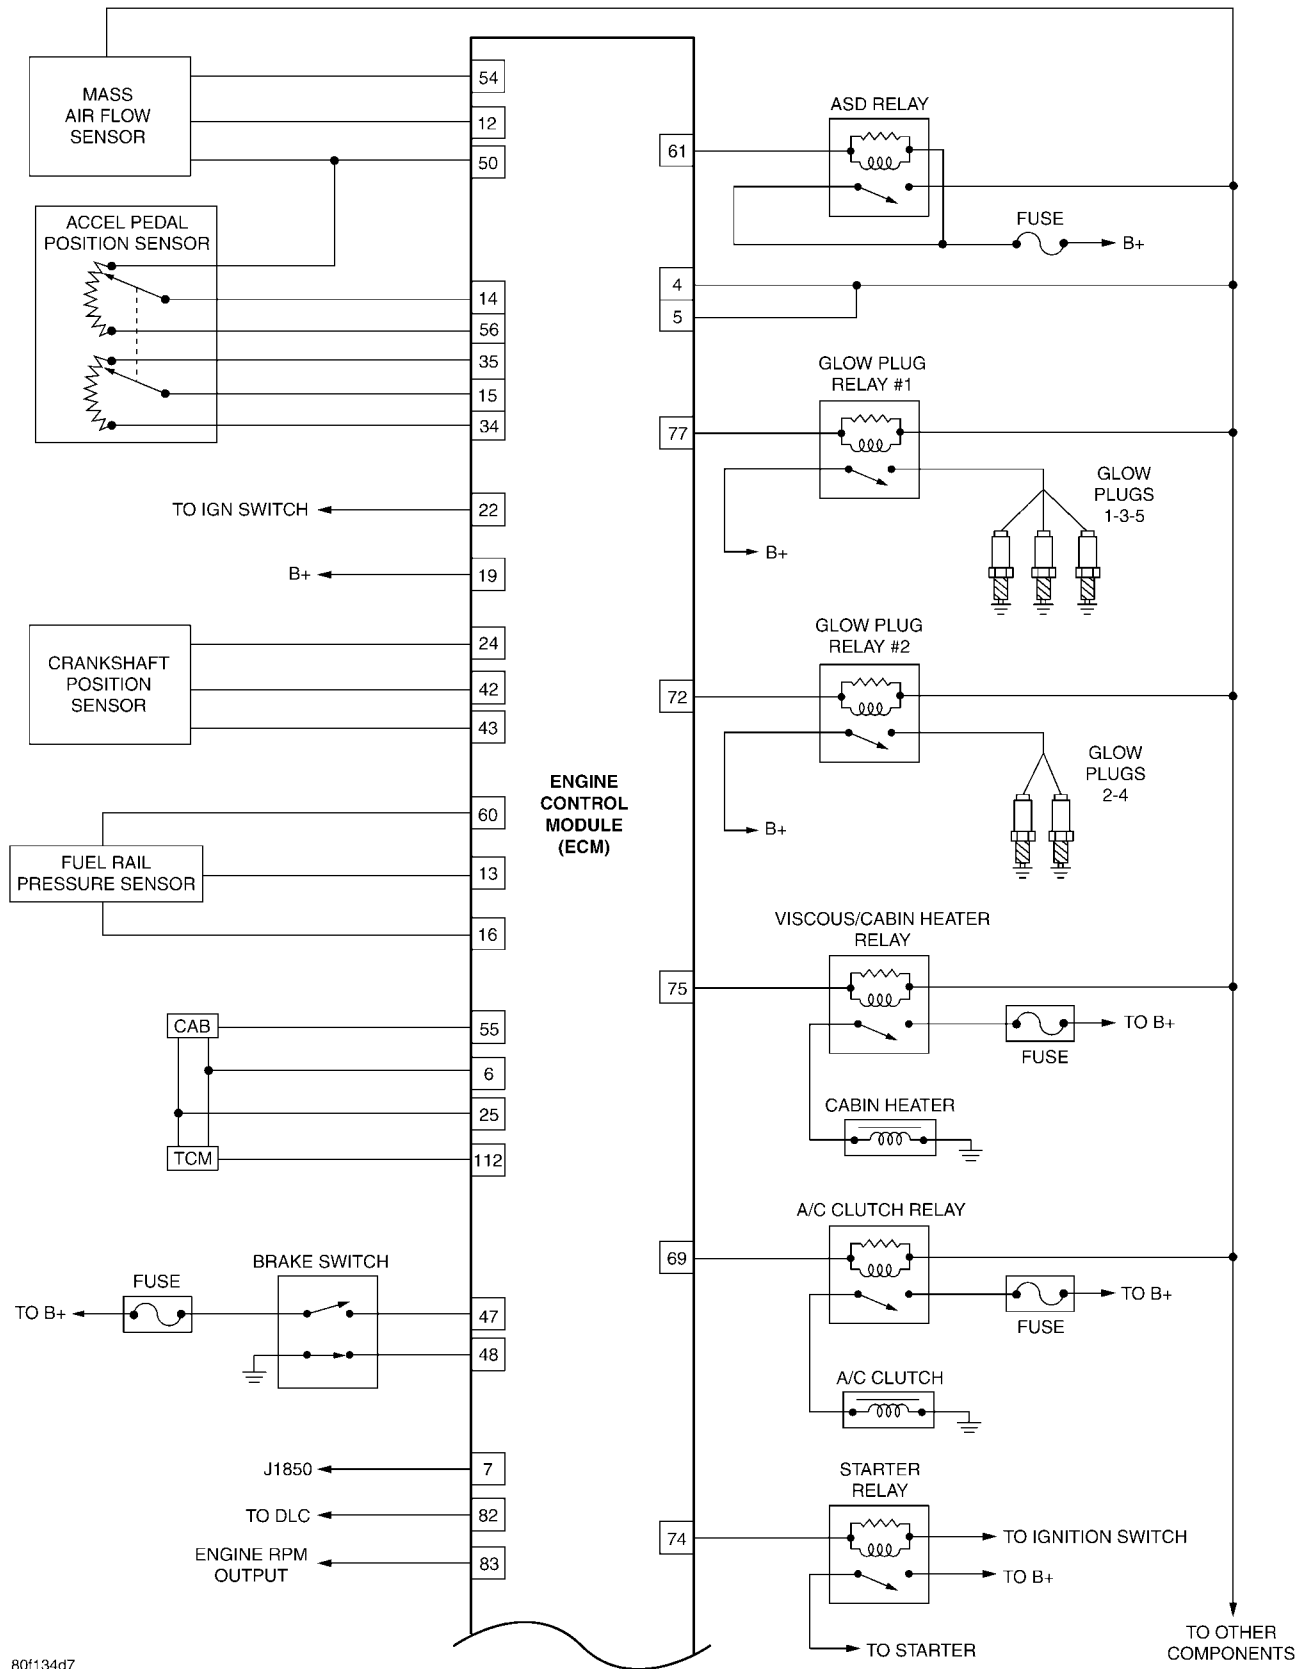 MASS
AIR FLOW
SENSOR
54
12
50
ACCEL PEDAL
POSITION SENSOR
14
56
35
15
34
TO IGN SWITCH
22
B+
19
CRANKSHAFT
POSITION
SENSOR
24
42
43
60
FUEL RAIL
PRESSURE SENSOR
13
16
CAB
55
6
25
TCM
112
BRAKE SWITCH
FUSE
TO B+
47
48
J1850
7
TO DLC
82
ENGINE RPM
OUTPUT
83
ENGINE
CONTROL
MODULE
(ECM)
ASD RELAY
61
FUSE
B+
4
5
GLOW PLUG
RELAY #1
77
GLOW
PLUGS
1-3-5
B+
GLOW PLUG
RELAY #2
72
GLOW
PLUGS
2-4
B+
VISCOUS/CABIN HEATER
RELAY
75
TO B+
FUSE
CABIN HEATER
A/C CLUTCH RELAY
69
TO B+
FUSE
A/C CLUTCH
STARTER
RELAY
74
TO IGNITION SWITCH
TO B+
TO STARTER
TO OTHER
COMPONENTS
80f134d7